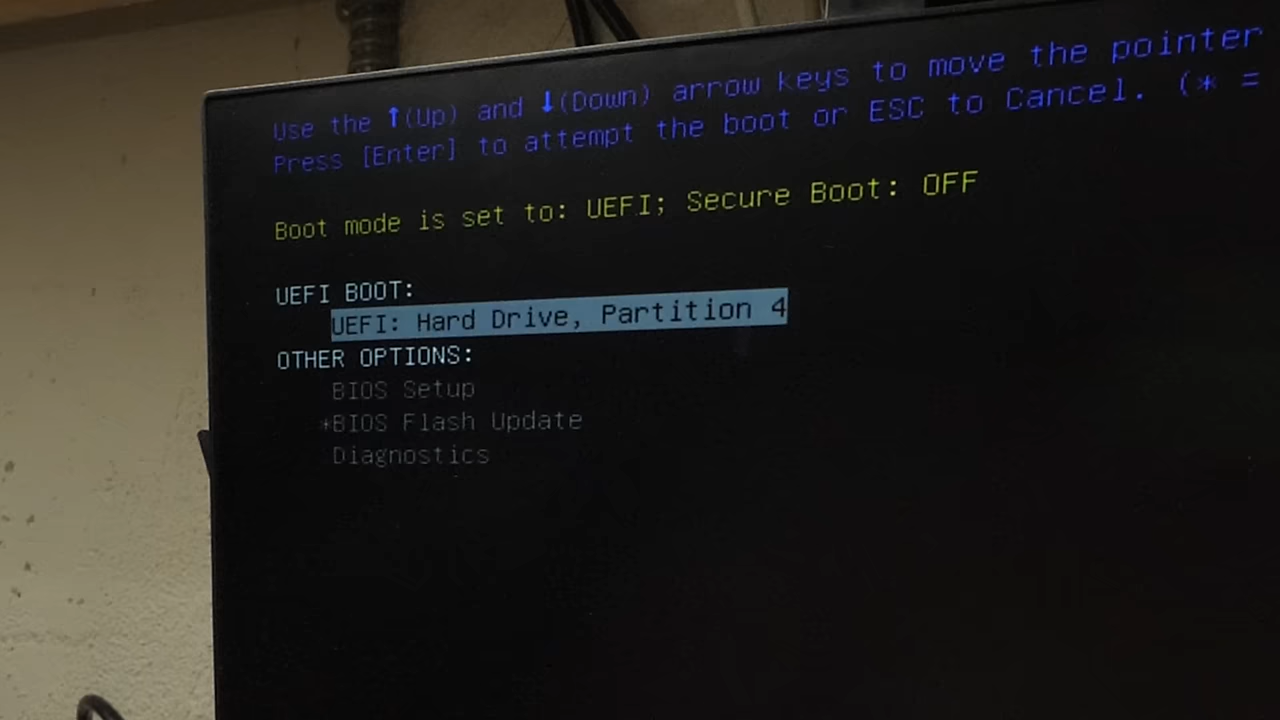 Use the ↑(Up) and ↓(Down) arrow keys to move the pointer
Press [Enter] to attempt the boot or ESC to Cancel. (* =
Boot mode is set to: UEFI; Secure Boot: OFF
UEFI BOOT:
UEFI: Hard Drive, Partition 4
OTHER OPTIONS:
BIOS Setup
*BIOS Flash Update
Diagnostics